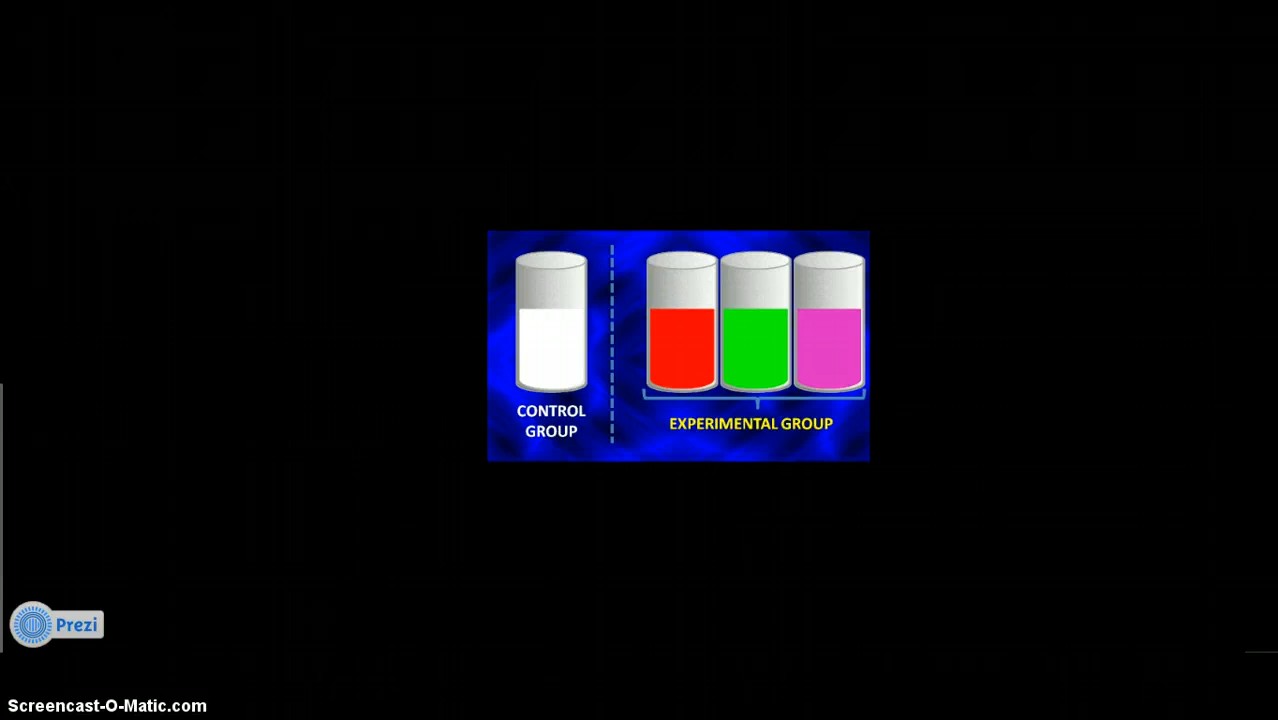 CONTROL
GROUP
EXPERIMENTAL GROUP
Prezi
Screencast-O-Matic.com